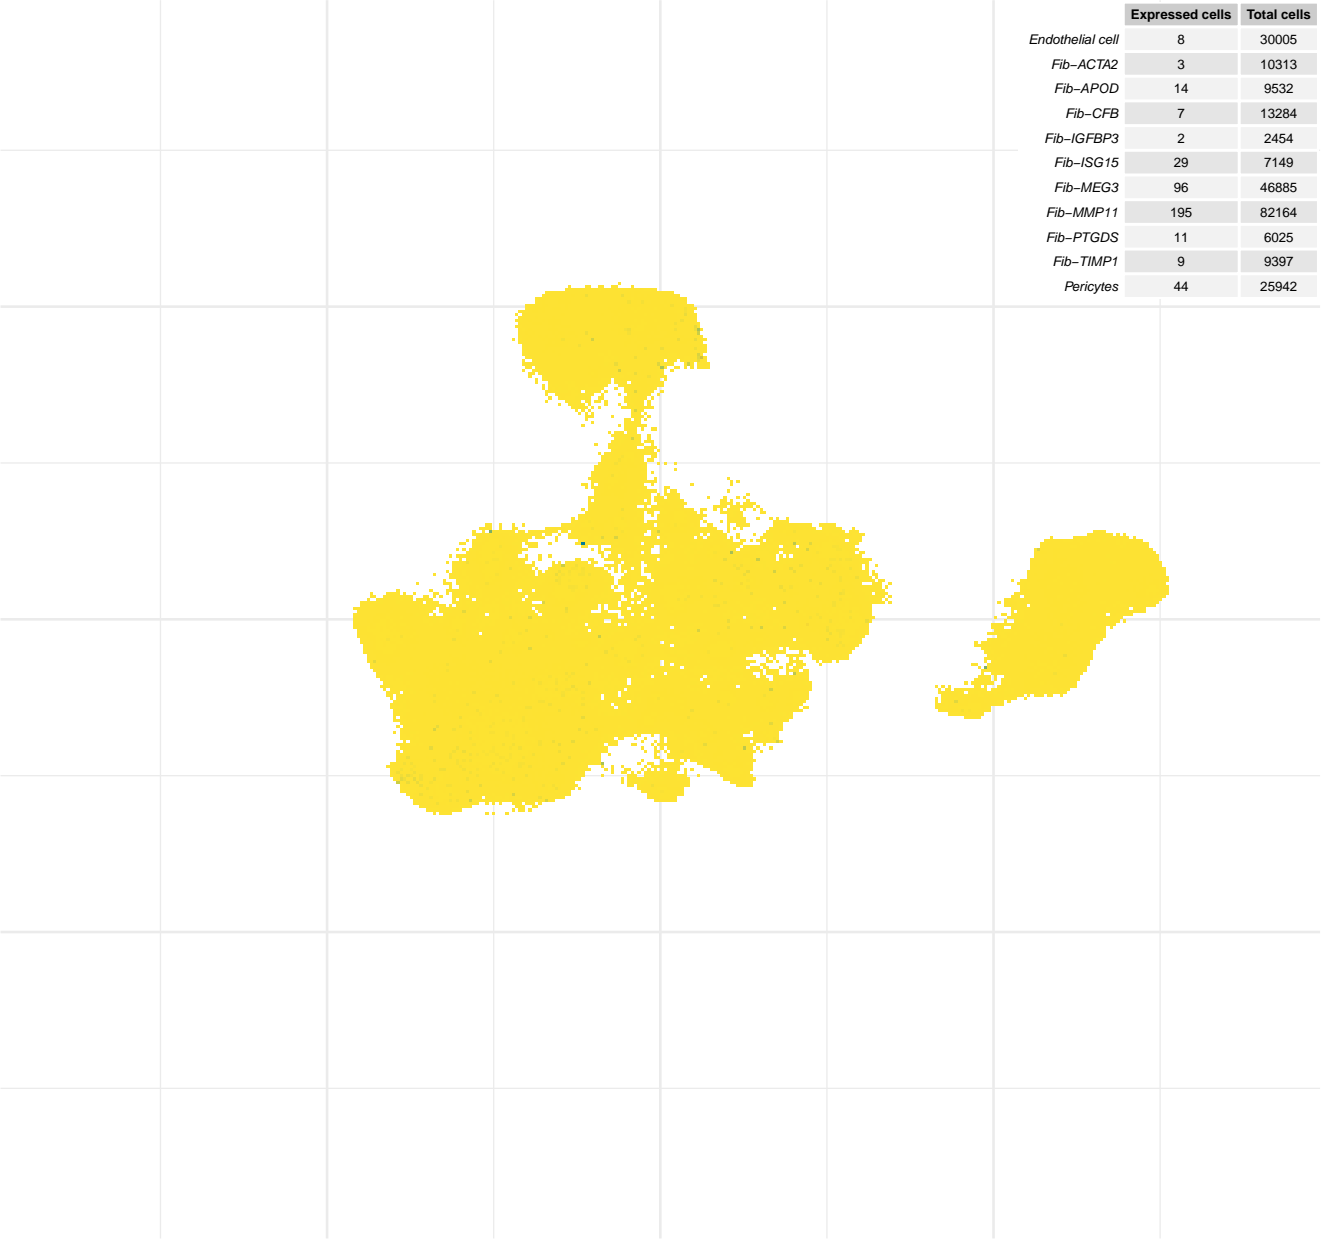 Expressed cells Total cells
Endothelial cell 8 30005
Fib−ACTA2 3 10313
Fib−APOD 14 9532
Fib−CFB 7 13284
Fib−IGFBP3 2 2454
Fib−ISG15 29 7149
Fib−MEG3 96 46885
Fib−MMP11 195 82164
Fib−PTGDS 11 6025
Fib−TIMP1 9 9397
Pericytes 44 25942